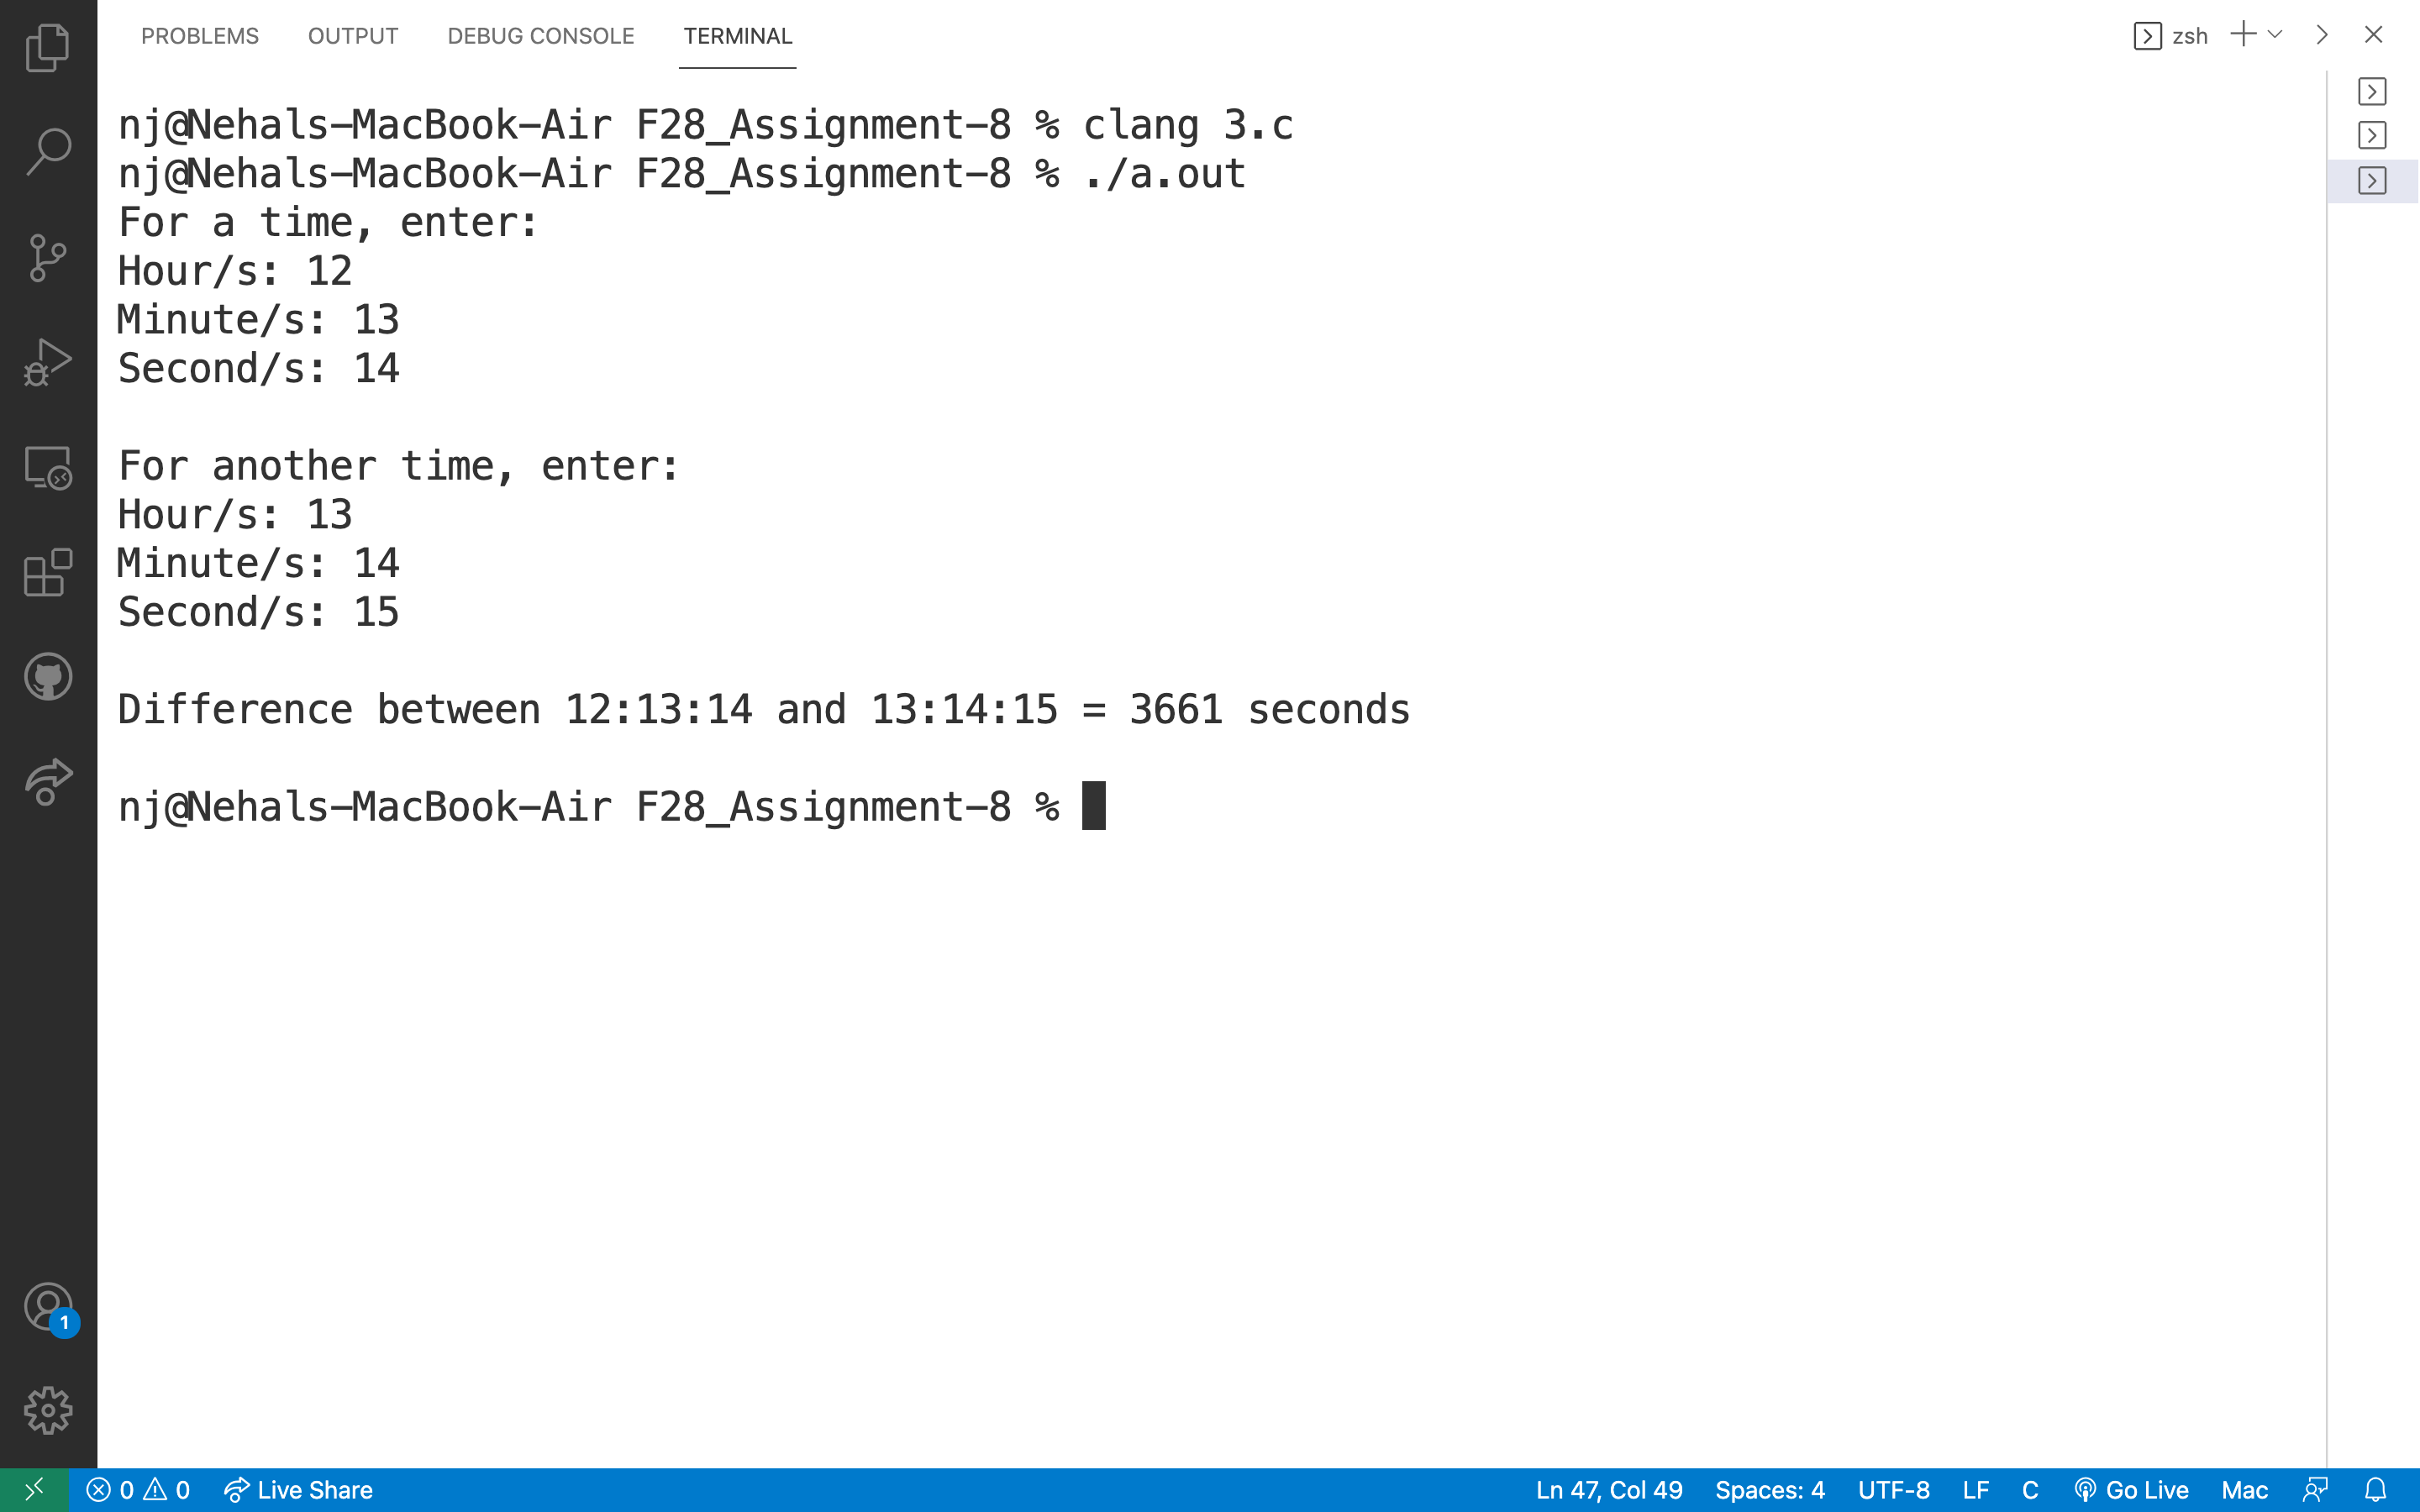 PROBLEMS OUTPUT DEBUG CONSOLE TERMINAL zsh
nj@Nehals-MacBook-Air F28_Assignment-8 % clang 3.c
nj@Nehals-MacBook-Air F28_Assignment-8 % ./a.out
For a time, enter:
Hour/s: 12
Minute/s: 13
Second/s: 14
For another time, enter:
Hour/s: 13
Minute/s: 14
Second/s: 15
Difference between 12:13:14 and 13:14:15 = 3661 seconds
nj@Nehals-MacBook-Air F28_Assignment-8 %
1
0 0 Live Share Ln 47, Col 49 Spaces: 4 UTF-8 LF C Go Live Mac